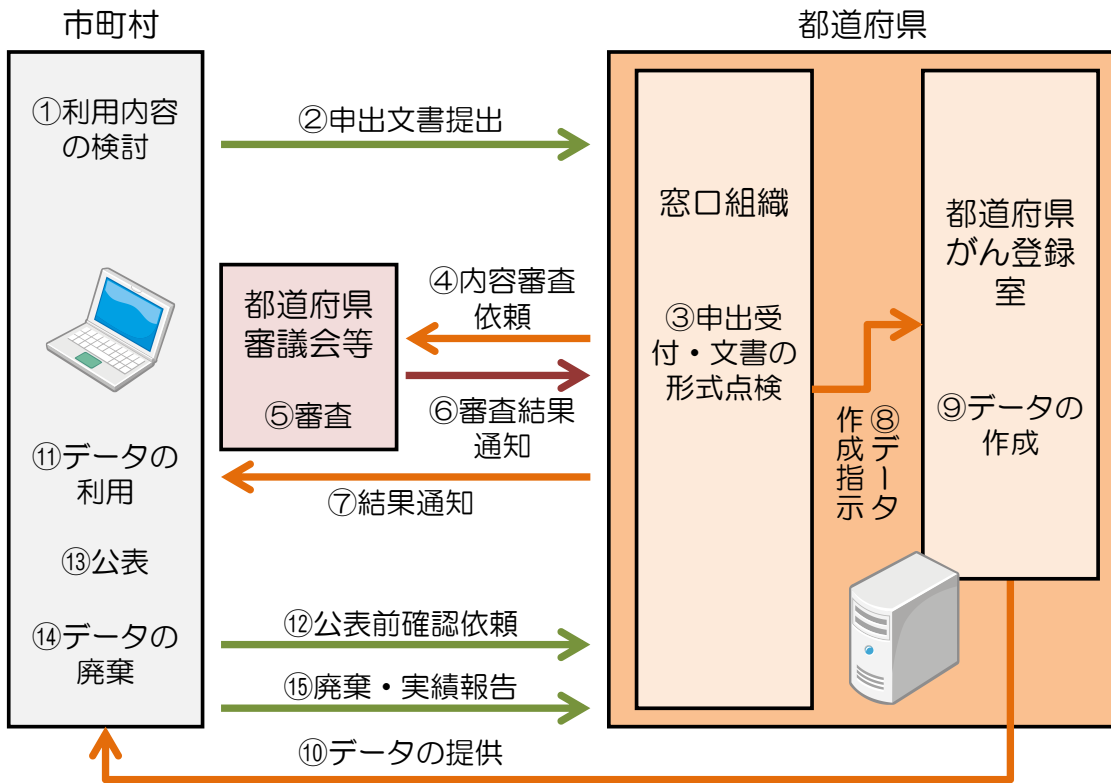 市町村
都道府県
①利用内容
の検討
②申出文書提出
窓口組織
都道府県
がん登録
室
都道府県
審議会等
④内容審査
依頼
③申出受
付・文書の
形式点検
⑤審査
⑥審査結果
通知
⑧データ
作成指示
⑨データの
作成
⑪データの
利用
⑦結果通知
⑬公表
⑫公表前確認依頼
⑭データの
廃棄
⑮廃棄・実績報告
⑩データの提供